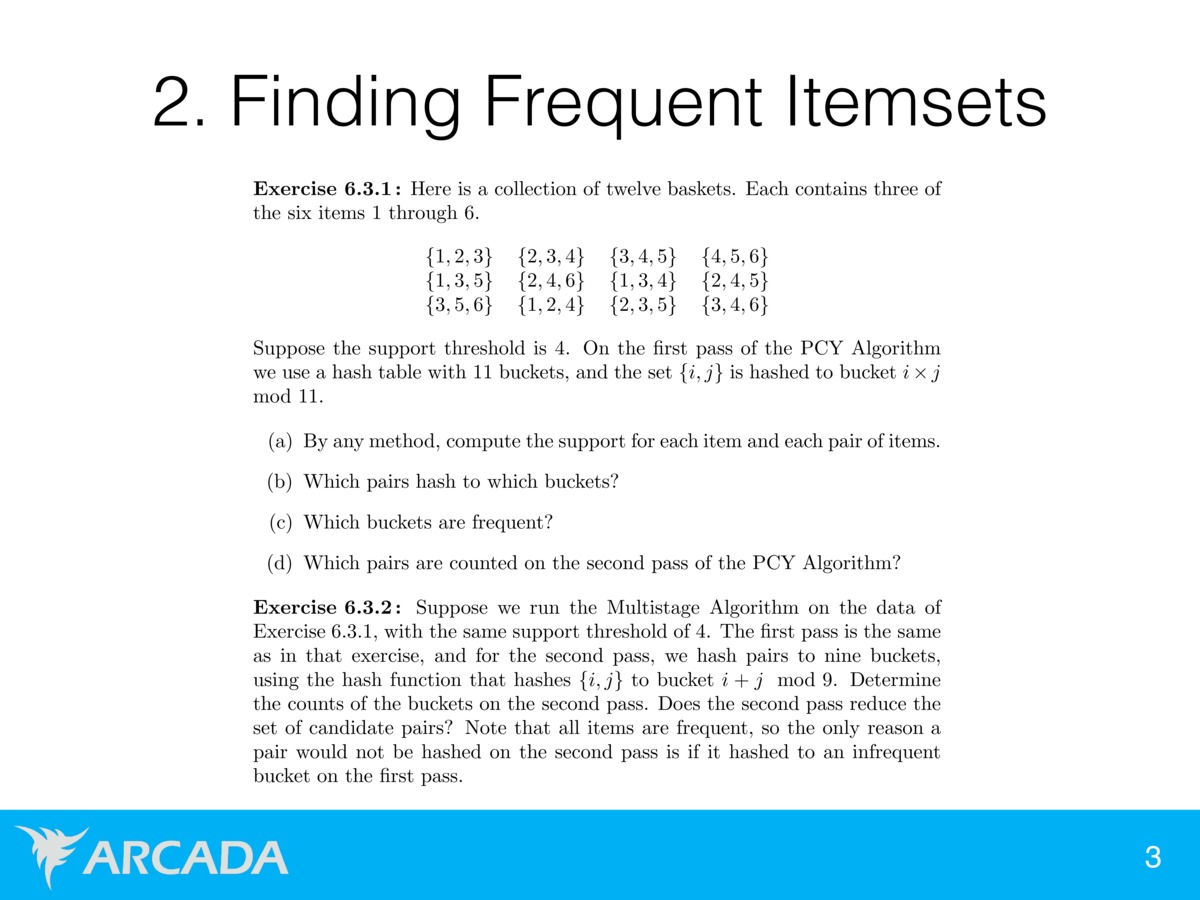 2. Finding Frequent Itemsets
Exercise 6.3.1: Here is a collection of twelve baskets. Each contains three of
the six items 1 through 6.
{1, 2, 3} {2, 3, 4} {3, 4, 5} {4, 5, 6}
{1, 3, 5} {2, 4, 6} {1, 3, 4} {2, 4, 5}
{3, 5, 6} {1, 2, 4} {2, 3, 5} {3, 4, 6}
Suppose the support threshold is 4. On the first pass of the PCY Algorithm
we use a hash table with 11 buckets, and the set {i, j} is hashed to bucket i × j
mod 11.
(a) By any method, compute the support for each item and each pair of items.
(b) Which pairs hash to which buckets?
(c) Which buckets are frequent?
(d) Which pairs are counted on the second pass of the PCY Algorithm?
Exercise 6.3.2: Suppose we run the Multistage Algorithm on the data of
Exercise 6.3.1, with the same support threshold of 4. The first pass is the same
as in that exercise, and for the second pass, we hash pairs to nine buckets,
using the hash function that hashes {i, j} to bucket i + j mod 9. Determine
the counts of the buckets on the second pass. Does the second pass reduce the
set of candidate pairs? Note that all items are frequent, so the only reason a
pair would not be hashed on the second pass is if it hashed to an infrequent
bucket on the first pass.
ARCADA
3